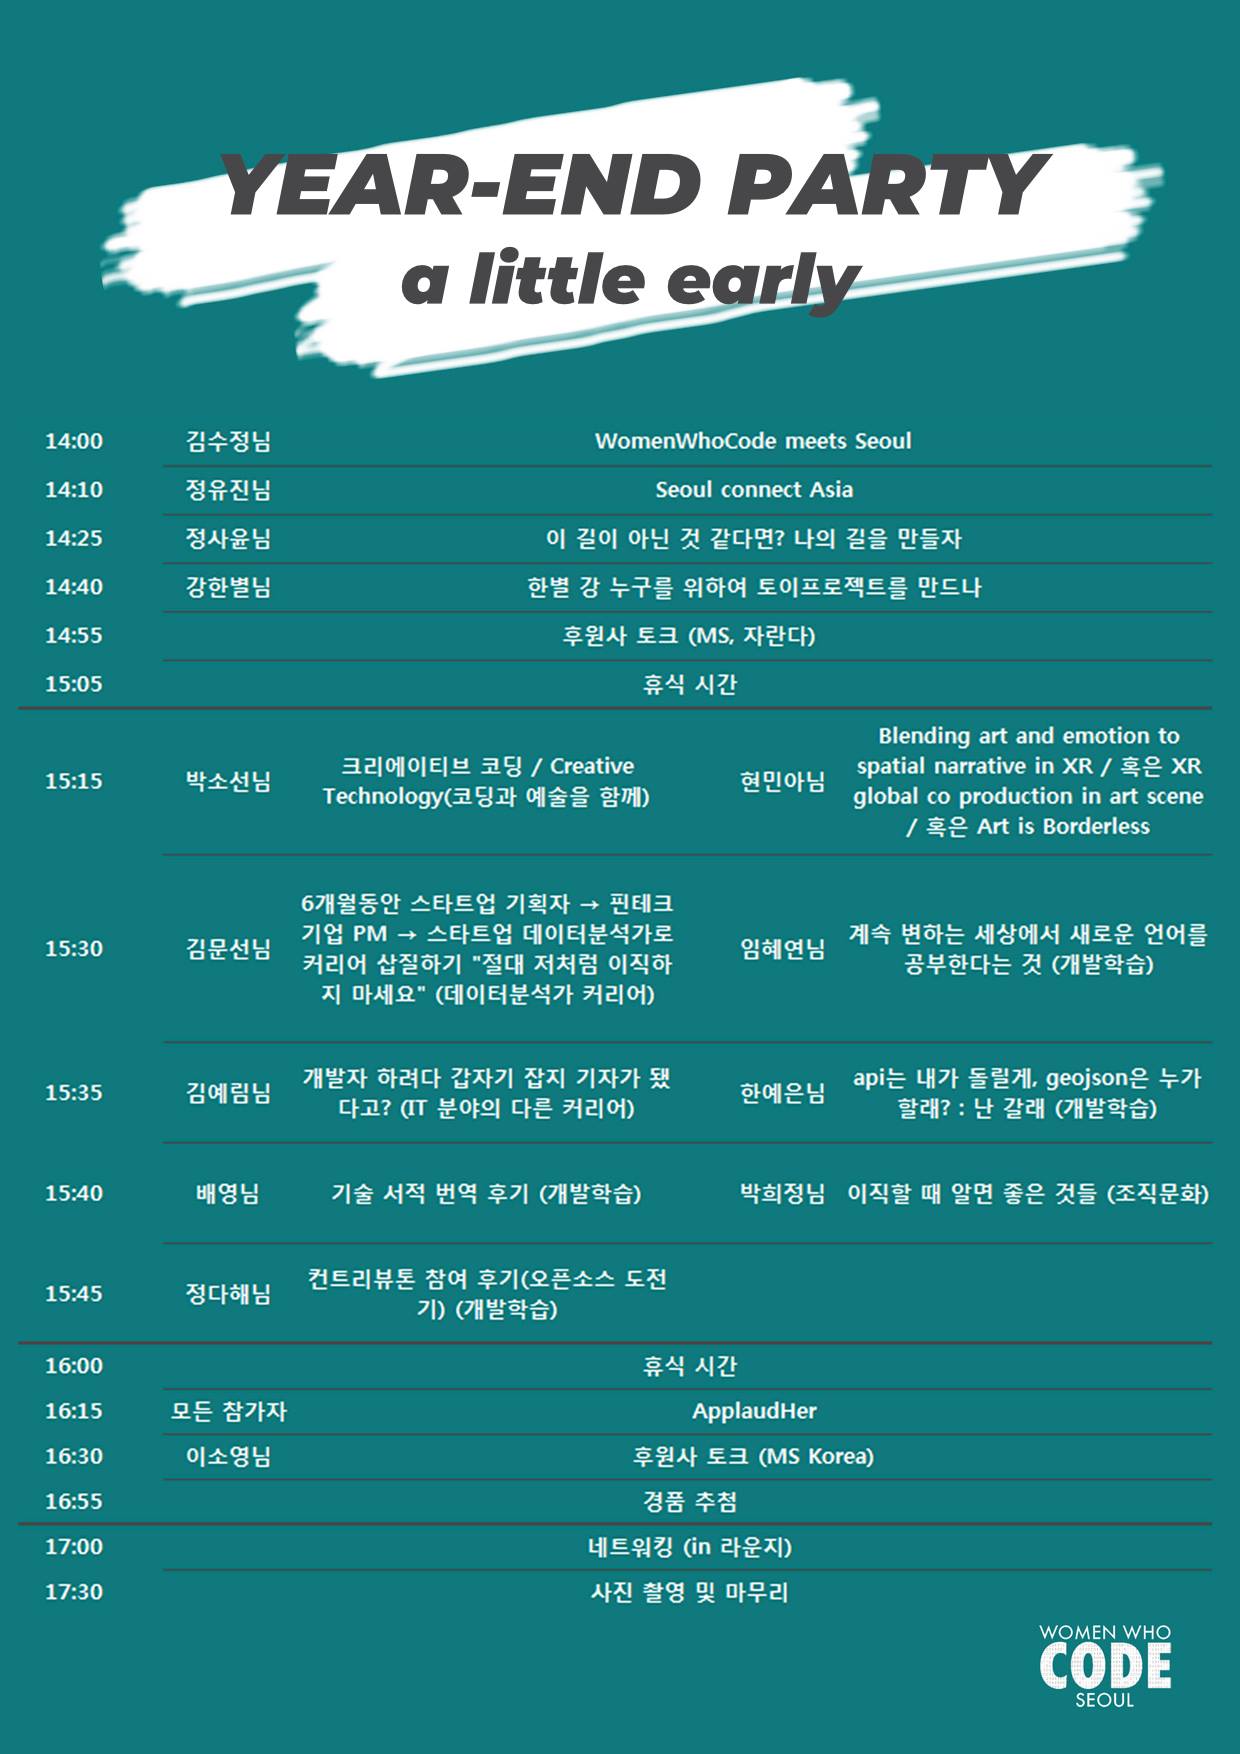 YEAR-END PARTY
a little early
14:00 김수정님 WomenWhoCode meets Seoul
14:10 정유진님 Seoul connect Asia
14:25 정사윤님 이 길이 아닌 것 같다면? 나의 길을 만들자
14:40 강한별님 한별 강 누구를 위하여 토이프로젝트를 만드나
14:55 후원사 토크 (MS, 자란다)
15:05 휴식 시간
15:15 박소선님
크리에이티브 코딩 / Creative
Technology(코딩과 예술을 함께)
현민아님
Blending art and emotion to
spatial narrative in XR / 혹은 XR
global co production in art scene
/ 혹은 Art is Borderless
15:30 김문선님
6개월동안 스타트업 기획자 → 핀테크
기업 PM → 스타트업 데이터분석가로
커리어 삽질하기 "절대 저처럼 이직하
지 마세요" (데이터분석가 커리어)
임혜연님
계속 변하는 세상에서 새로운 언어를
공부한다는 것 (개발학습)
15:35 김예림님
개발자 하려다 갑자기 잡지 기자가 됐
다고? (IT 분야의 다른 커리어)
한예은님
api는 내가 돌릴게, geojson은 누가
할래? : 난 갈래 (개발학습)
15:40 배영님 기술 서적 번역 후기 (개발학습) 박희정님 이직할 때 알면 좋은 것들 (조직문화)
15:45 정다해님
컨트리뷰톤 참여 후기(오픈소스 도전
기) (개발학습)
16:00 휴식 시간
16:15 모든 참가자 ApplaudHer
16:30 이소영님 후원사 토크 (MS Korea)
16:55 경품 추첨
17:00 네트워킹 (in 라운지)
17:30 사진 촬영 및 마무리
WOMEN WHO
CODE
SEOUL